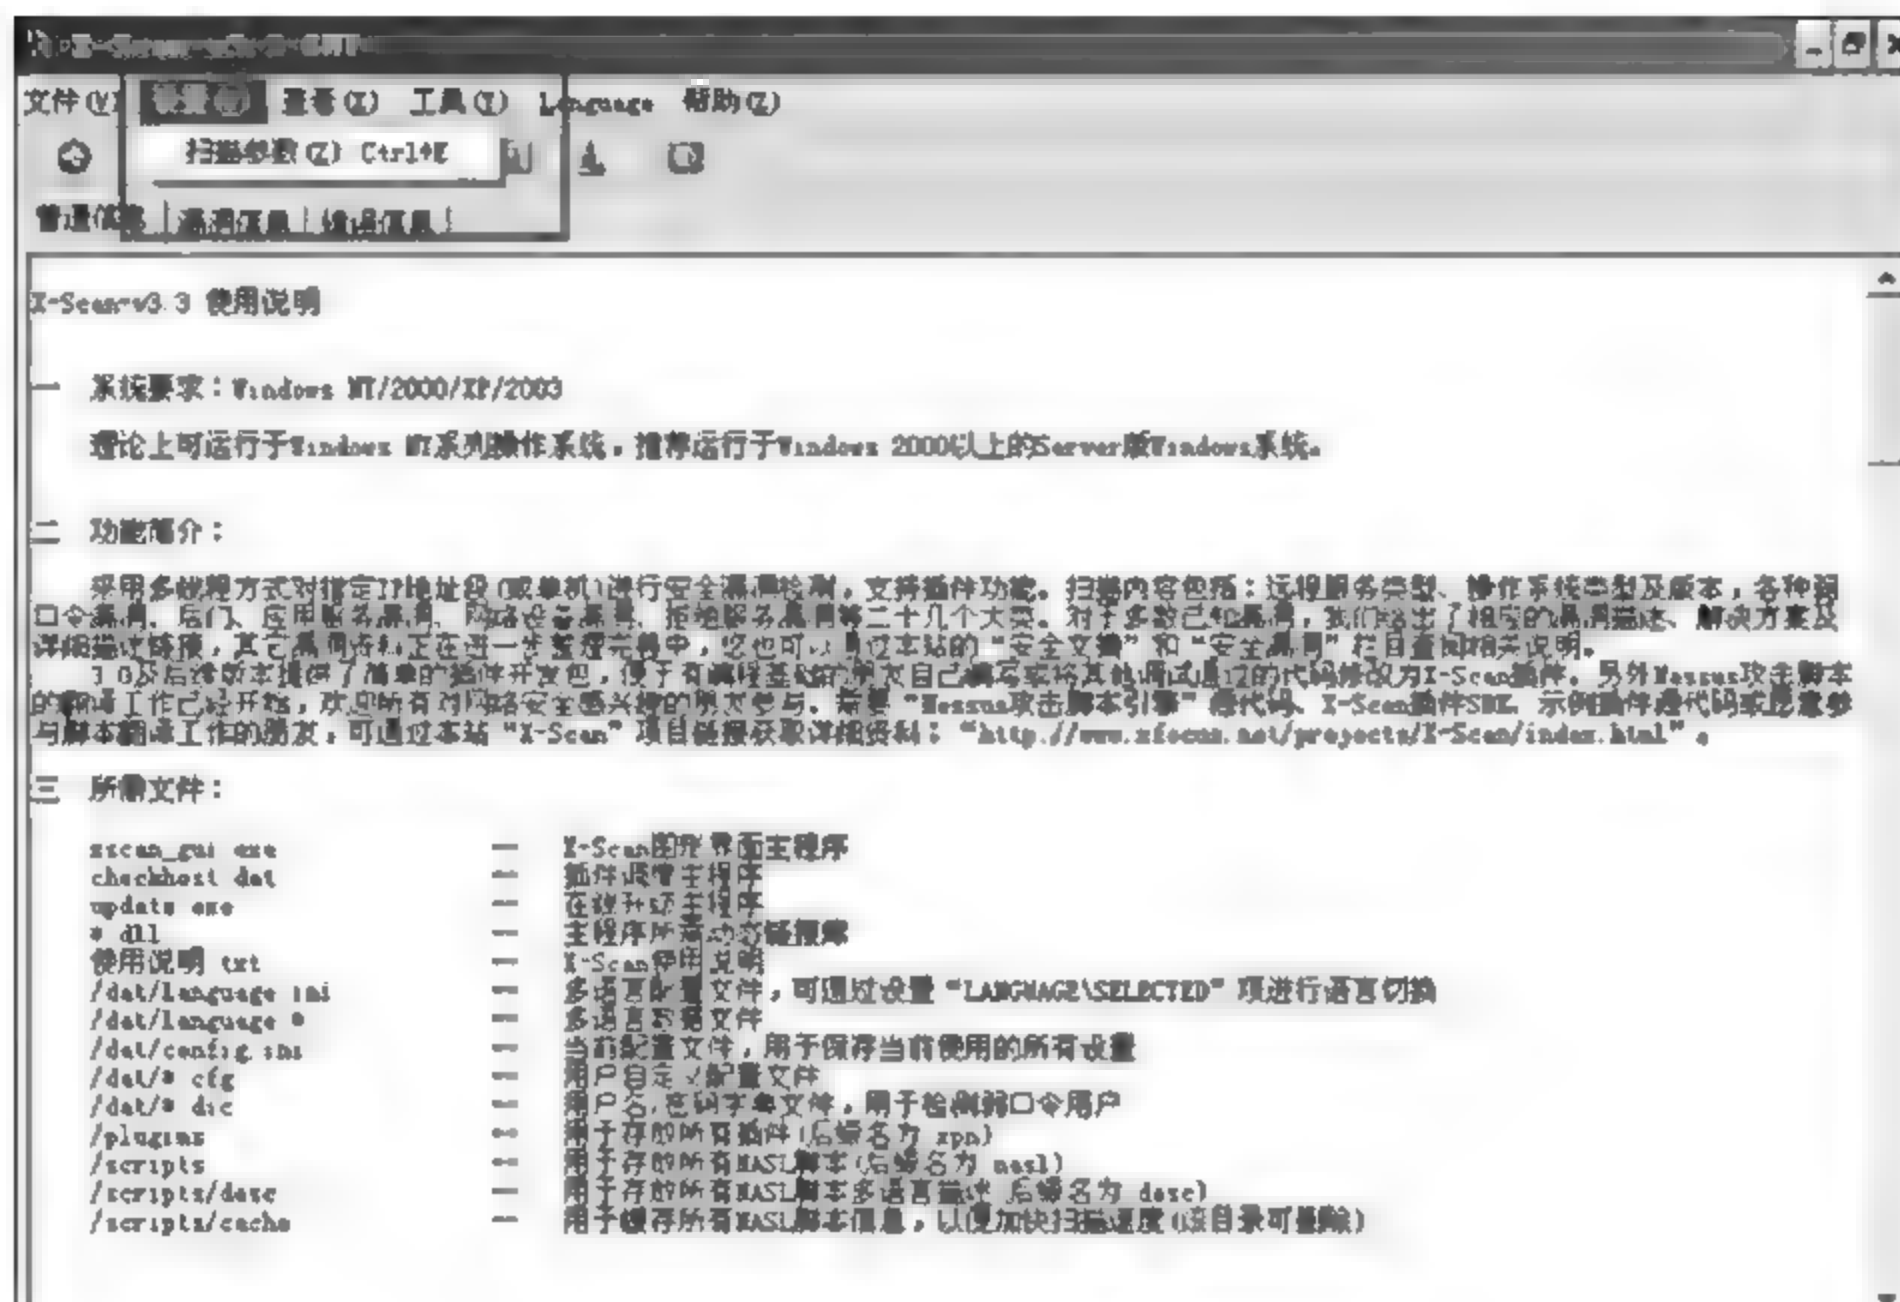 X-Scan-v3.3 GUI
文件(V) 设置(W) 查看(X) 工具(Y) Language 帮助(Z)
扫描参数(Z) Ctrl+E
普通信息 漏洞信息 错误信息
X-Scan-v3.3 使用说明
一 系统要求：Windows NT/2000/XP/2003
理论上可运行于Windows NT系列操作系统，推荐运行于Windows 2000以上的Server版Windows系统。
二 功能简介：
采用多线程方式对指定IP地址段(或单机)进行安全漏洞检测，支持插件功能。扫描内容包括：远程服务类型、操作系统类型及版本，各种弱
口令漏洞、后门、应用服务漏洞、网络设备漏洞、拒绝服务漏洞等二十几个大类。对于多数已知漏洞，我们给出了相应的漏洞描述、解决方案及
详细描述链接，其它漏洞资料正在进一步整理完善中，您也可以通过本站的“安全文摘”和“安全漏洞”栏目查阅相关说明。
3.0及后续版本提供了简单的插件开发包，便于有编程基础的朋友自己编写或将其他调试通过的代码修改为X-Scan插件。另外Nessus攻击脚本
的翻译工作已经开始，欢迎所有对网络安全感兴趣的朋友参与。需要“Nessus攻击脚本引擎”源代码、X-Scan插件SDK、示例插件源代码或愿意参
与脚本翻译工作的朋友，可通过本站“X-Scan”项目链接获取详细资料：“http://www.xfocus.net/projects/X-Scan/index.html”。
三 所需文件：
xscan_gui.exe -- X-Scan图形界面主程序
checkhost.dat -- 插件调度主程序
update.exe -- 在线升级主程序
*.dll -- 主程序所需动态链接库
使用说明.txt -- X-Scan使用说明
/dat/language.ini -- 多语言配置文件，可通过设置“LANGUAGE\SELECTED”项进行语言切换
/dat/language.* -- 多语言数据文件
/dat/config.ini -- 当前配置文件，用于保存当前使用的所有设置
/dat/*.cfg -- 用户自定义配置文件
/dat/*.dic -- 用户名/密码字典文件，用于检测弱口令用户
/plugins -- 用于存放所有插件(后缀名为.xpn)
/scripts -- 用于存放所有NASL脚本(后缀名为.nasl)
/scripts/desc -- 用于存放所有NASL脚本多语言描述(后缀名为.desc)
/scripts/cache -- 用于缓存所有NASL脚本信息，以便加快扫描速度(该目录可删除)